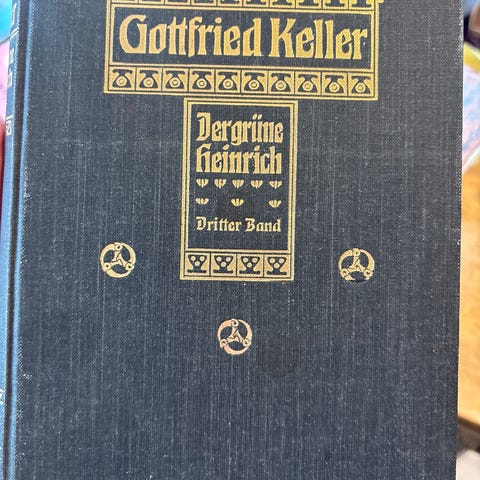 Gottfried Keller
Der grüne
Heinrich
Dritter Band